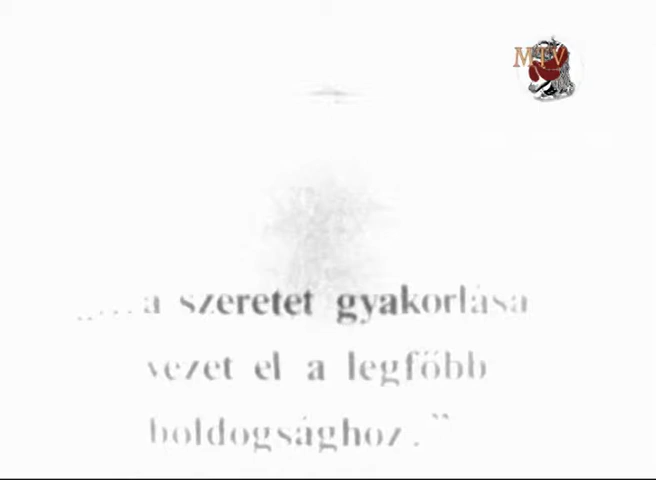 MTV
„....a szeretet gyakorlása
vezet el a legfőbb
boldogsághoz.”